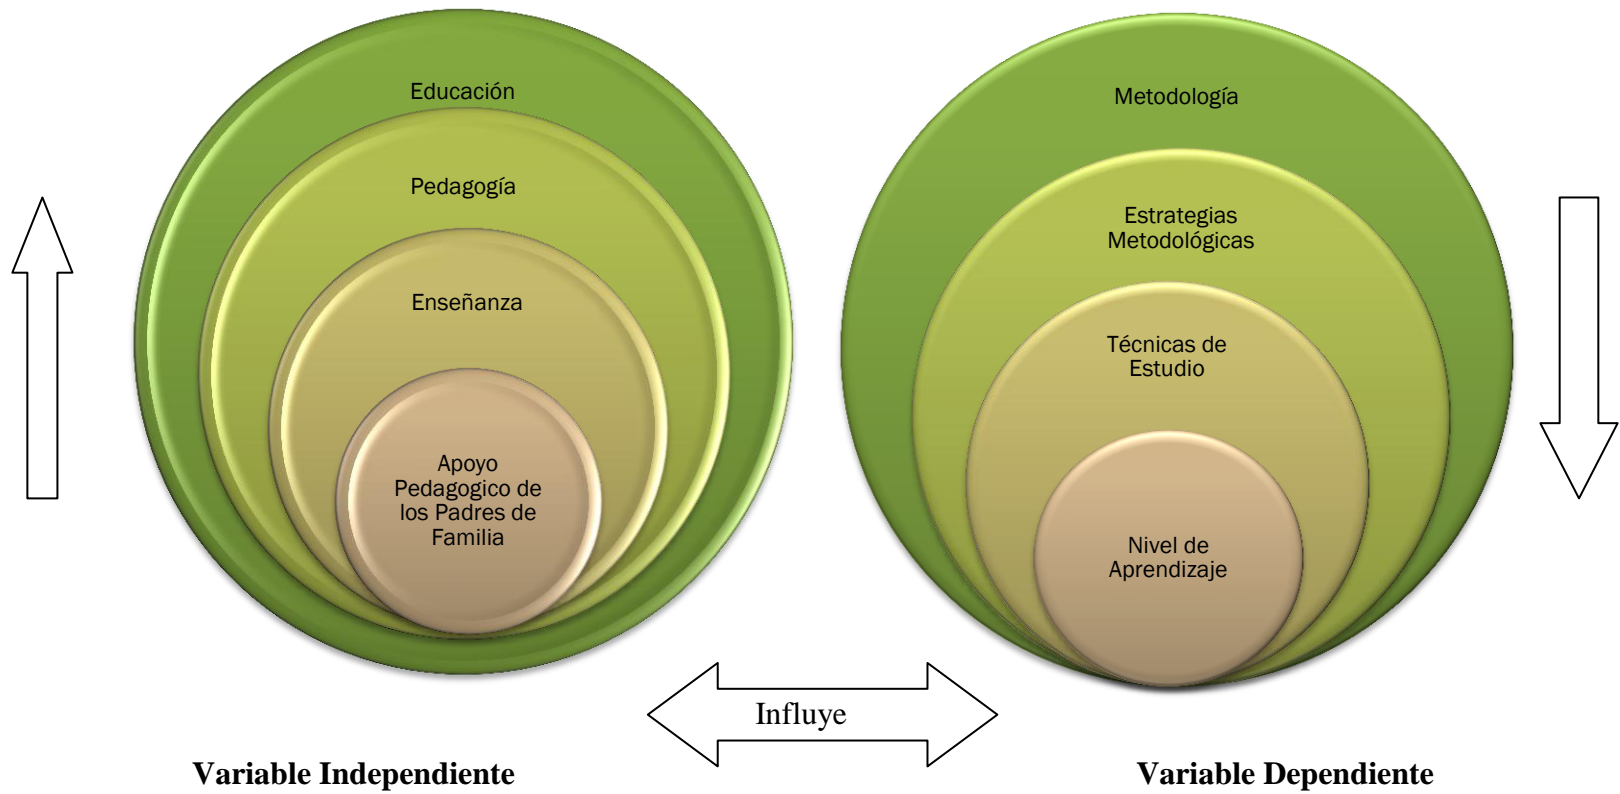 Educación
Pedagogía
Enseñanza
Apoyo
Pedagogico de
los Padres de
Familia
Metodología
Estrategias
Metodológicas
Técnicas de
Estudio
Nivel de
Aprendizaje
Influye
Variable Independiente
Variable Dependiente